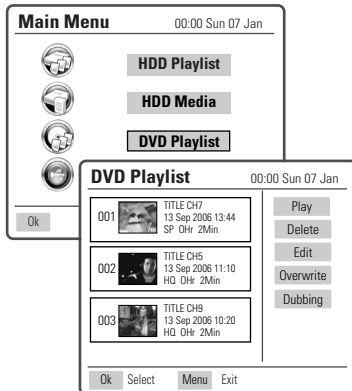 Main Menu
00:00 Sun 07 Jan
HDD Playlist
HDD Media
DVD Playlist
Ok
DVD Playlist
00:00 Sun 07 Jan
001
TITLE CH7
13 Sep 2006 13:44
SP 0Hr 2Min
002
TITLE CH5
13 Sep 2006 11:10
HQ 0Hr 2Min
003
TITLE CH9
13 Sep 2006 10:20
HQ 0Hr 2Min
Play
Delete
Edit
Overwrite
Dubbing
Ok Select Menu Exit